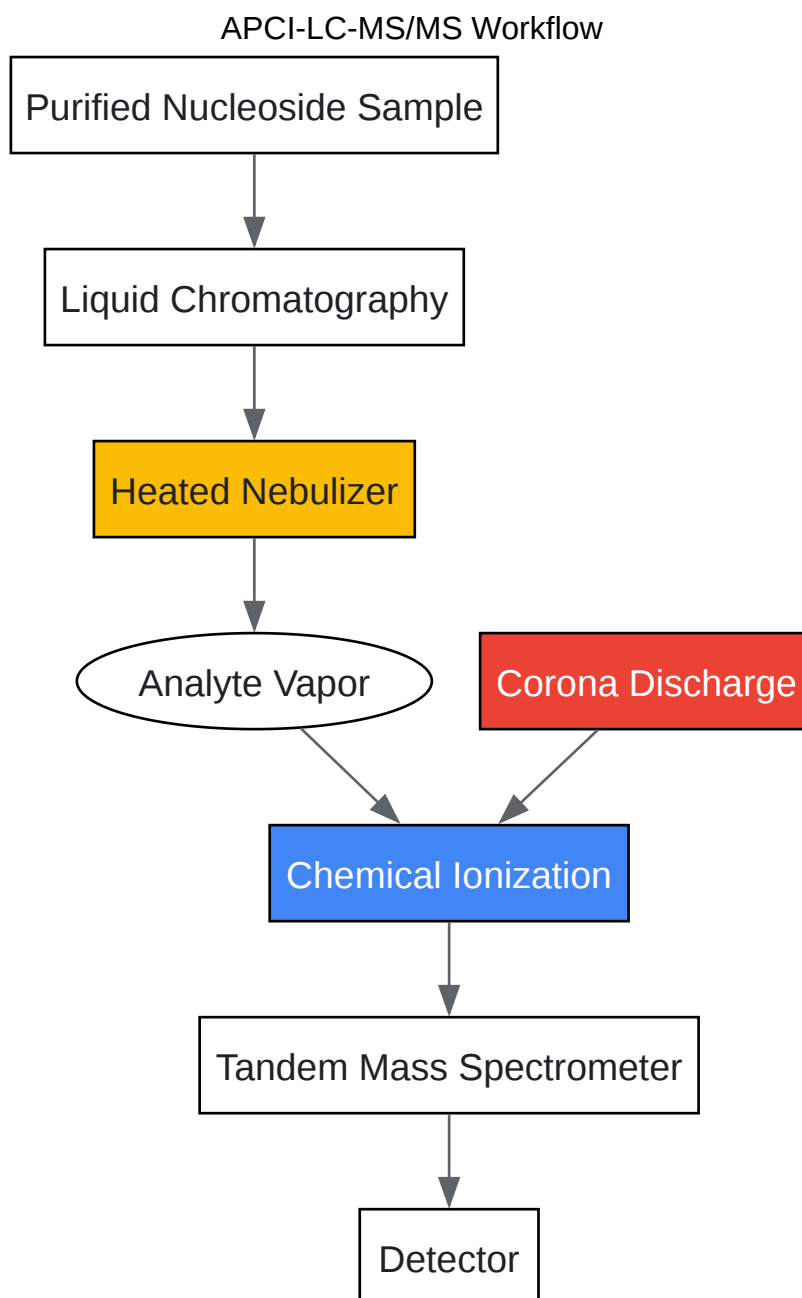 APCI-LC-MS/MS Workflow
Purified Nucleoside Sample
Liquid Chromatography
Heated Nebulizer
Analyte Vapor
Corona Discharge
Chemical Ionization
Tandem Mass Spectrometer
Detector